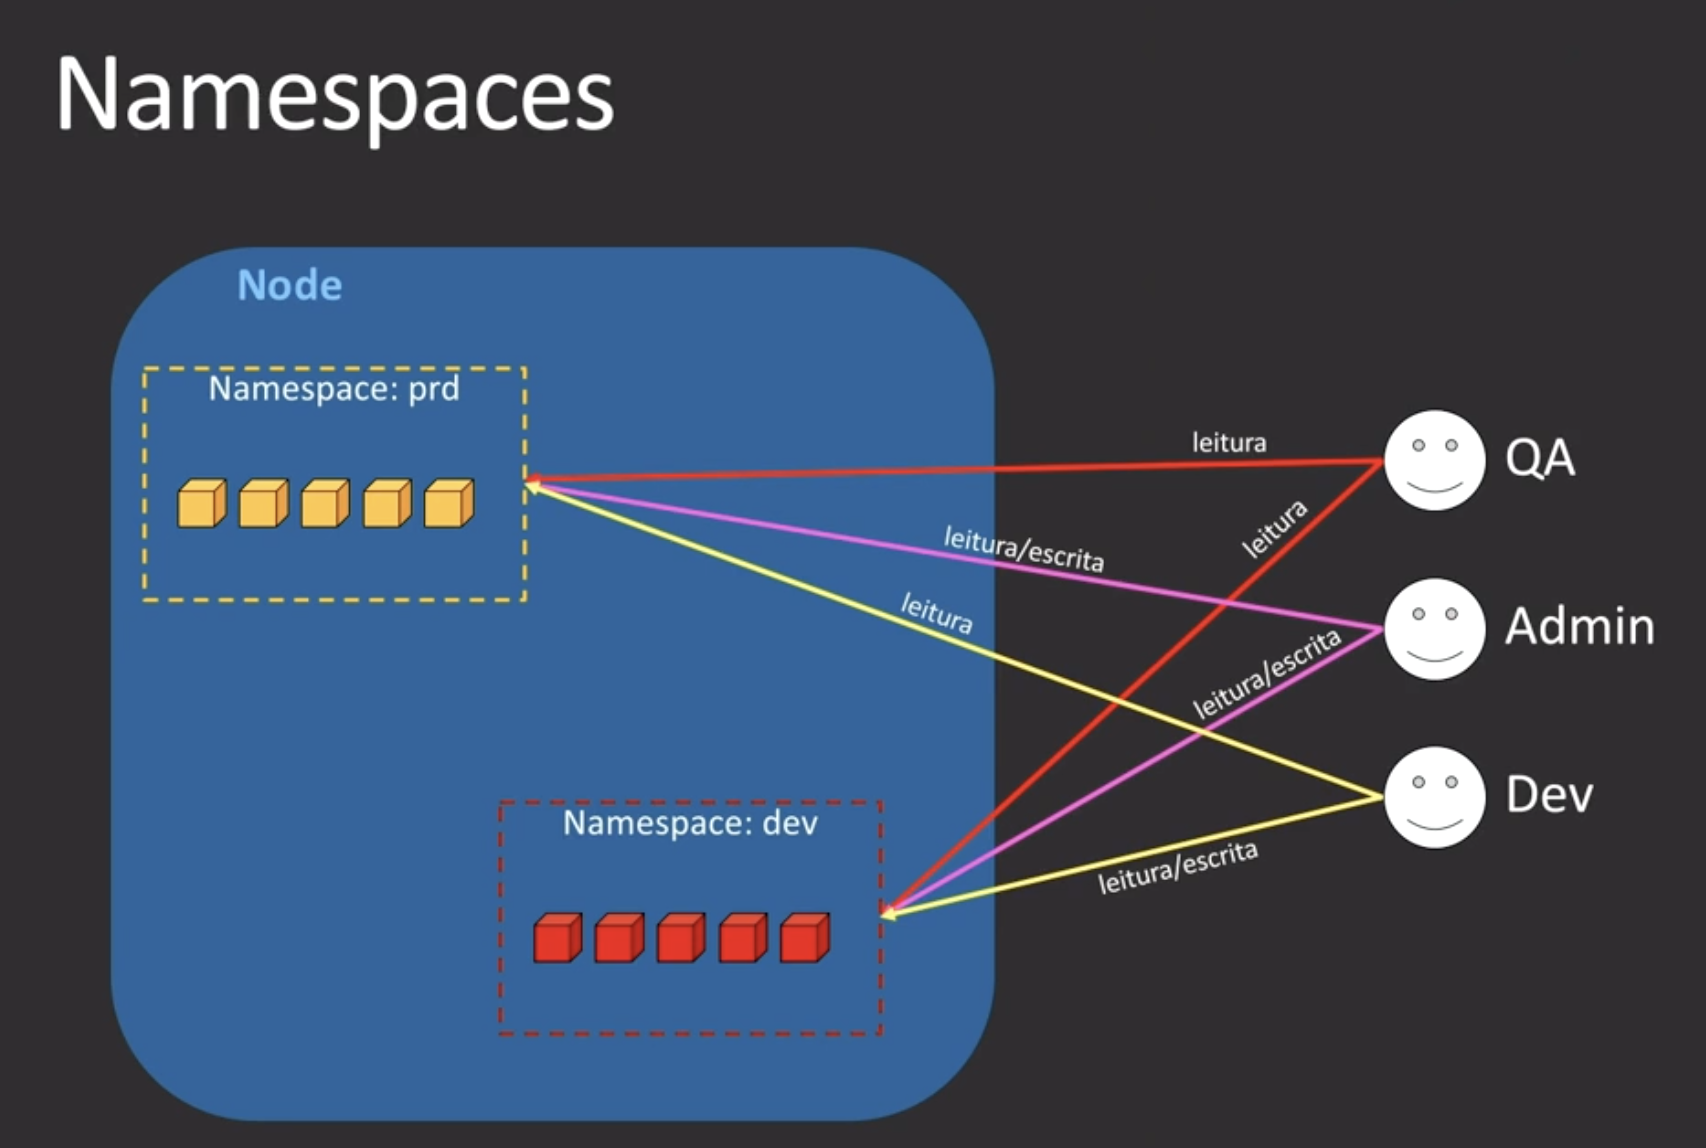 Namespaces
Node
Namespace: prd
leitura
QA
leitura
leitura/escrita
Admin
leitura
leitura/escrita
Dev
Namespace: dev
leitura/escrita